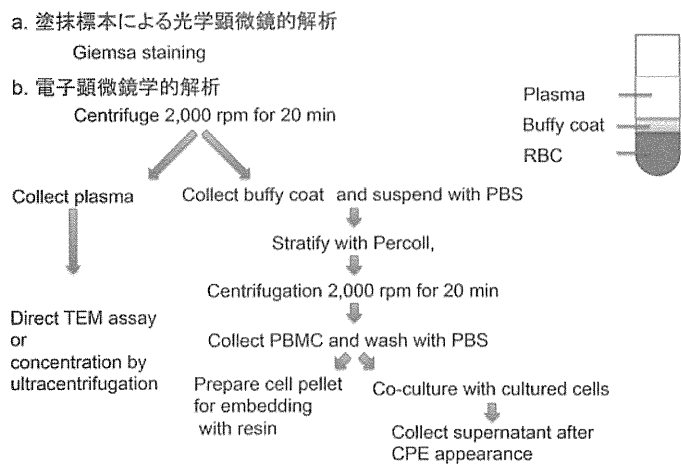 a. 塗抹標本による光学顕微鏡的解析
Giemsa staining
b. 電子顕微鏡学的解析
Centrifuge 2,000 rpm for 20 min
Plasma
Buffy coat
RBC
Collect plasma
Collect buffy coat and suspend with PBS
Stratify with Percoll,
Centrifugation 2,000 rpm for 20 min
Direct TEM assay
or
concentration by
ultracentrifugation
Collect PBMC and wash with PBS
Prepare cell pellet
for embedding
with resin
Co-culture with cultured cells
Collect supernatant after
CPE appearance